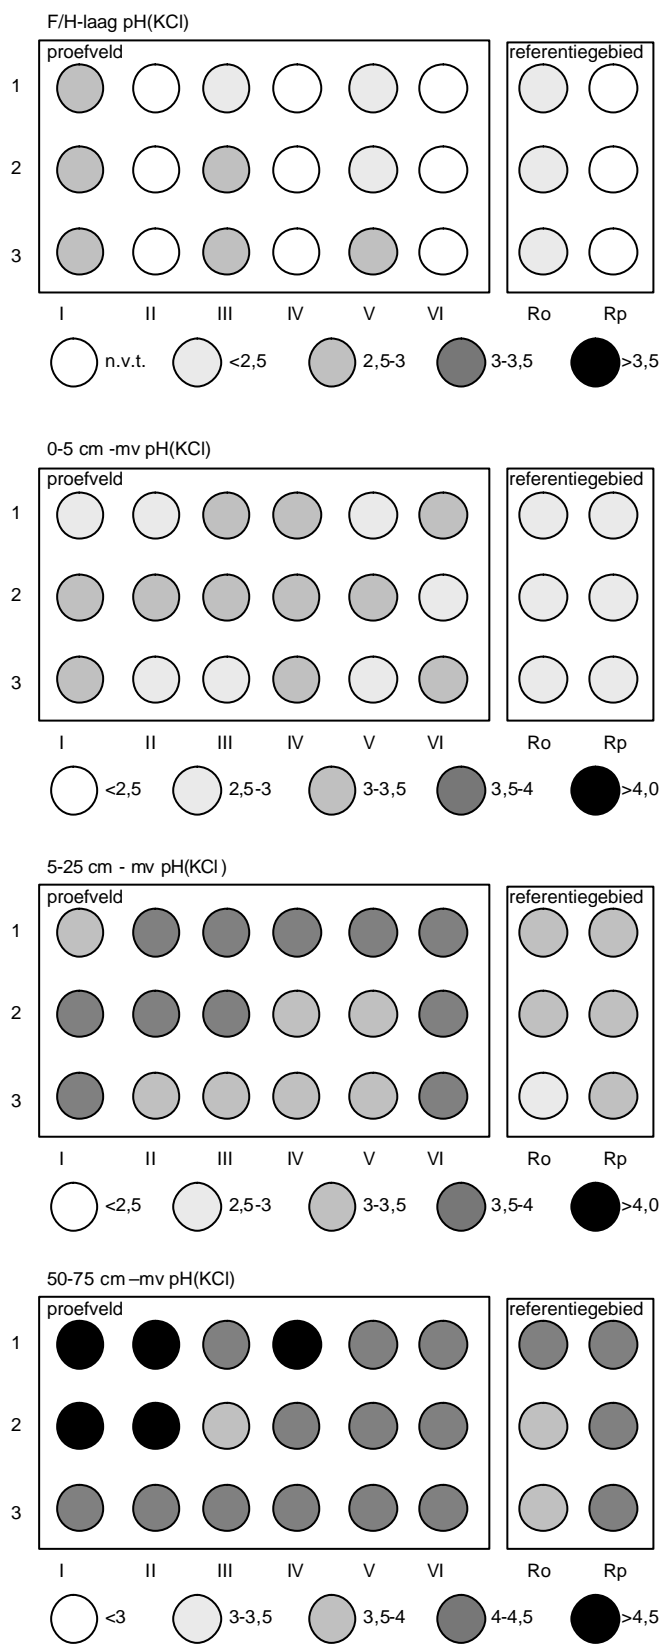 F/H-laag pH(KCl)
proefveld referentiegebied
1
2
3
I II III IV V VI Ro Rp
n.v.t. <2,5 2,5-3 3-3,5 >3,5
0-5 cm -mv pH(KCl)
proefveld referentiegebied
1
2
3
I II III IV V VI Ro Rp
<2,5 2,5-3 3-3,5 3,5-4 >4,0
5-25 cm - mv pH(KCl )
proefveld referentiegebied
1
2
3
I II III IV V VI Ro Rp
<2,5 2,5-3 3-3,5 3,5-4 >4,0
50-75 cm –mv pH(KCl)
proefveld referentiegebied
1
2
3
I II III IV V VI Ro Rp
<3 3-3,5 3,5-4 4-4,5 >4,5